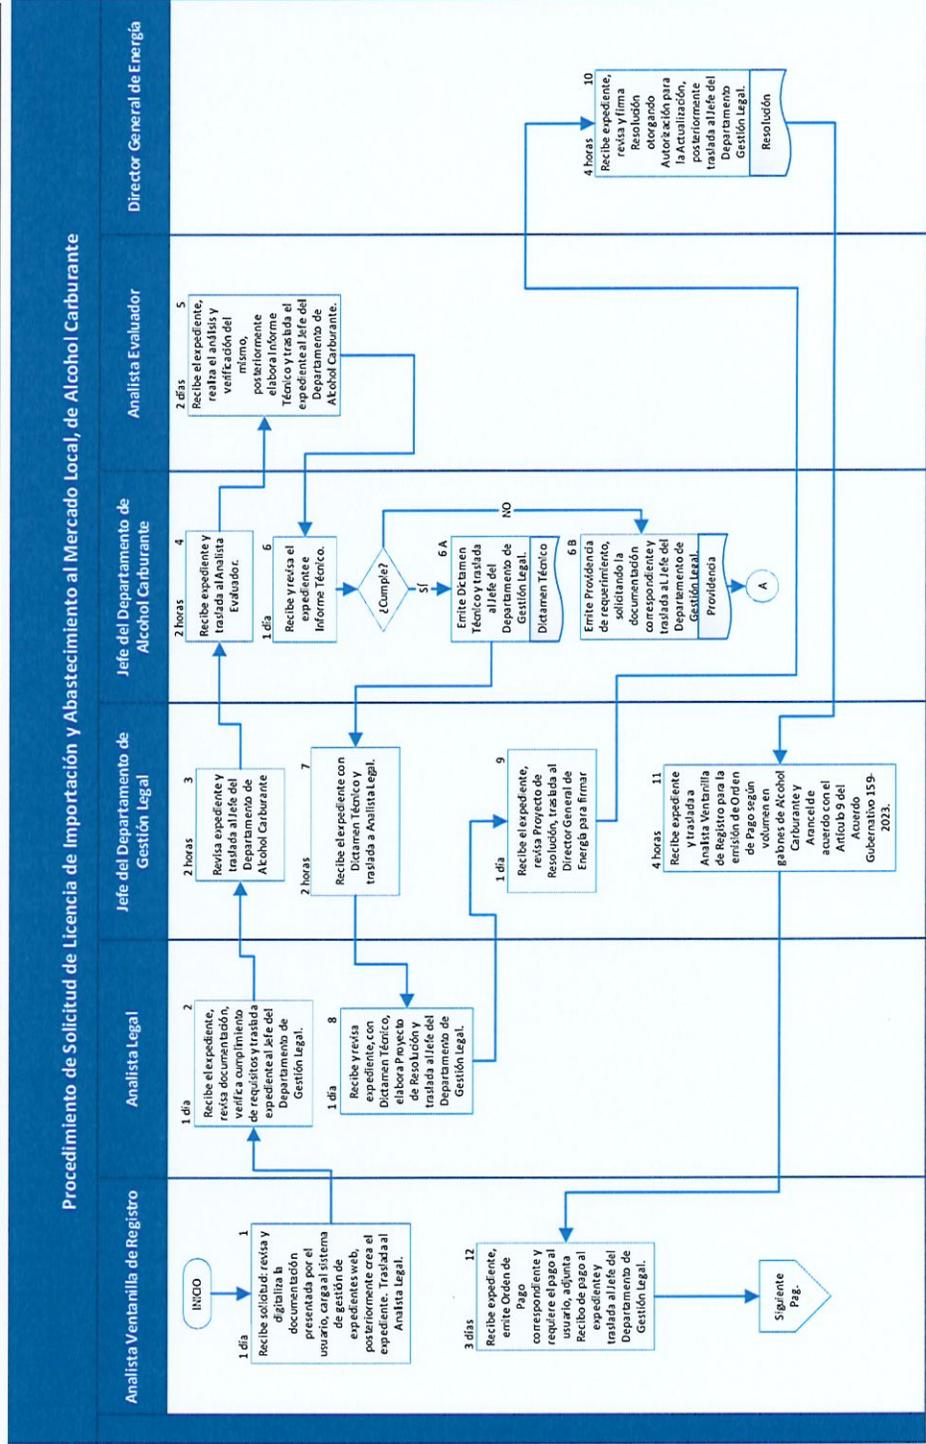 Procedimiento de Solicitud de Licencia de Importación y Abastecimiento al Mercado Local, de Alcohol Carburante
Analista Ventanilla de Registro
Analista Legal
Jefe del Departamento de
Gestión Legal
Jefe del Departamento de
Alcohol Carburante
Analista Evaluador
Director General de Energía
INICIO
1 día
1
Recibe solicitud: revisa y
digitaliza la
documentación
presentada por el
usuario, carga al sistema
de gestión de
expedientes web,
posteriormente crea el
expediente. Traslada al
Analista Legal.
1 día
2
Recibe el expediente,
revisa documentación,
verifica cumplimiento
de requisitos y traslada
expediente al Jefe del
Departamento de
Gestión Legal.
2 horas
3
Revisa expediente y
traslada al Jefe del
Departamento de
Alcohol Carburante
2 horas
4
Recibe expediente y
traslada al Analista
Evaluador.
2 días
5
Recibe el expediente,
realiza el análisis y
verificación del
mismo,
posteriormente
elabora Informe
Técnico y traslada el
expediente al Jefe del
Departamento de
Alcohol Carburante.
1 día
6
Recibe y revisa el
expediente e
Informe Técnico.
¿Cumple?
SÍ
NO
6 A
Emite Dictamen
Técnico y traslada
al Jefe del
Departamento de
Gestión Legal.
Dictamen Técnico
6 B
Emite Providencia
de requerimiento,
solicitando la
documentación
correspondiente y
traslada al Jefe del
Departamento de
Gestión Legal.
Providencia
A
2 horas
7
Recibe el expediente con
Dictamen Técnico y
traslada a Analista Legal.
1 día
8
Recibe y revisa
expediente, con
Dictamen Técnico,
elabora Proyecto
de Resolución y
traslada al Jefe del
Departamento de
Gestión Legal.
1 día
9
Recibe el expediente,
revisa Proyecto de
Resolución, traslada al
Director General de
Energía para firmar
4 horas
10
Recibe expediente,
revisa y firma
Resolución
otorgando
Autorización para
la Actualización,
posteriormente
traslada al Jefe del
Departamento
Gestión Legal.
Resolución
4 horas
11
Recibe expediente
y traslada a
Analista Ventanilla
de Registro para la
emisión de Orden
de Pago según
volumen en
galones de Alcohol
Carburante y
Arancel de
acuerdo con el
Artículo 9 del
Acuerdo
Gubernativo 159-
2023.
3 días
12
Recibe expediente,
emite Orden de
Pago
correspondiente y
requiere el pago al
usuario, adjunta
Recibo de pago al
expediente y
traslada al Jefe del
Departamento de
Gestión Legal.
Siguiente
Pag.